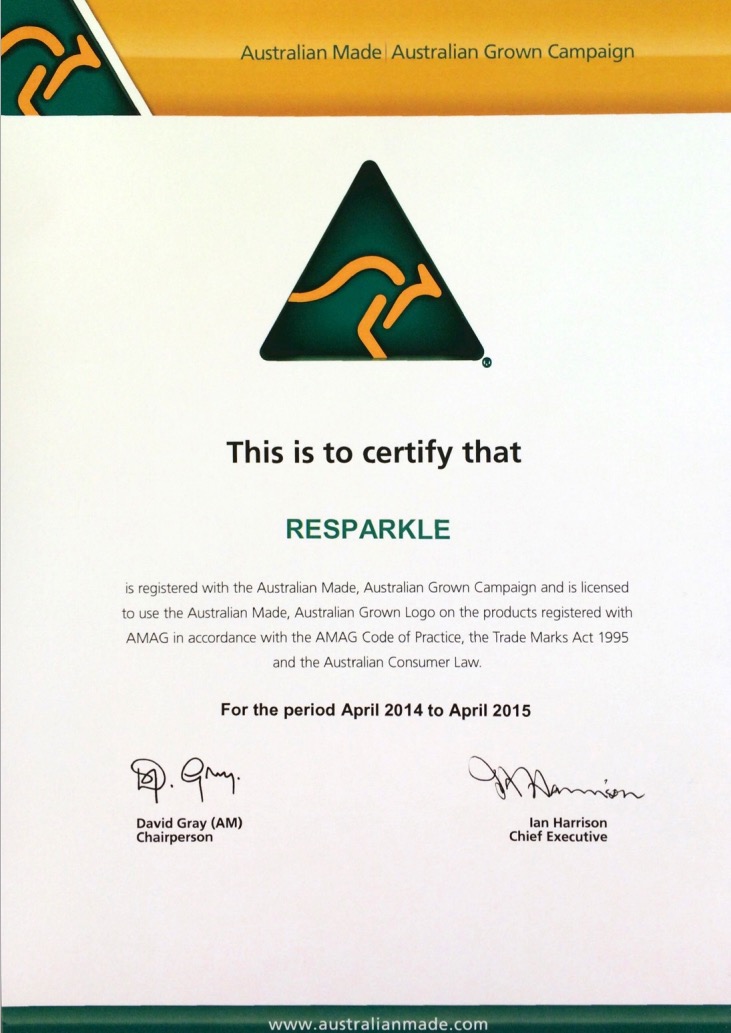 Australian Made | Australian Grown Campaign
This is to certify that
RESPARKLE
is registered with the Australian Made, Australian Grown Campaign and is licensed
to use the Australian Made, Australian Grown Logo on the products registered with
AMAG in accordance with the AMAG Code of Practice, the Trade Marks Act 1995
and the Australian Consumer Law.
For the period April 2014 to April 2015
D. Gray.
David Gray (AM)
Chairperson
Harrison
Ian Harrison
Chief Executive
www.australianmade.com